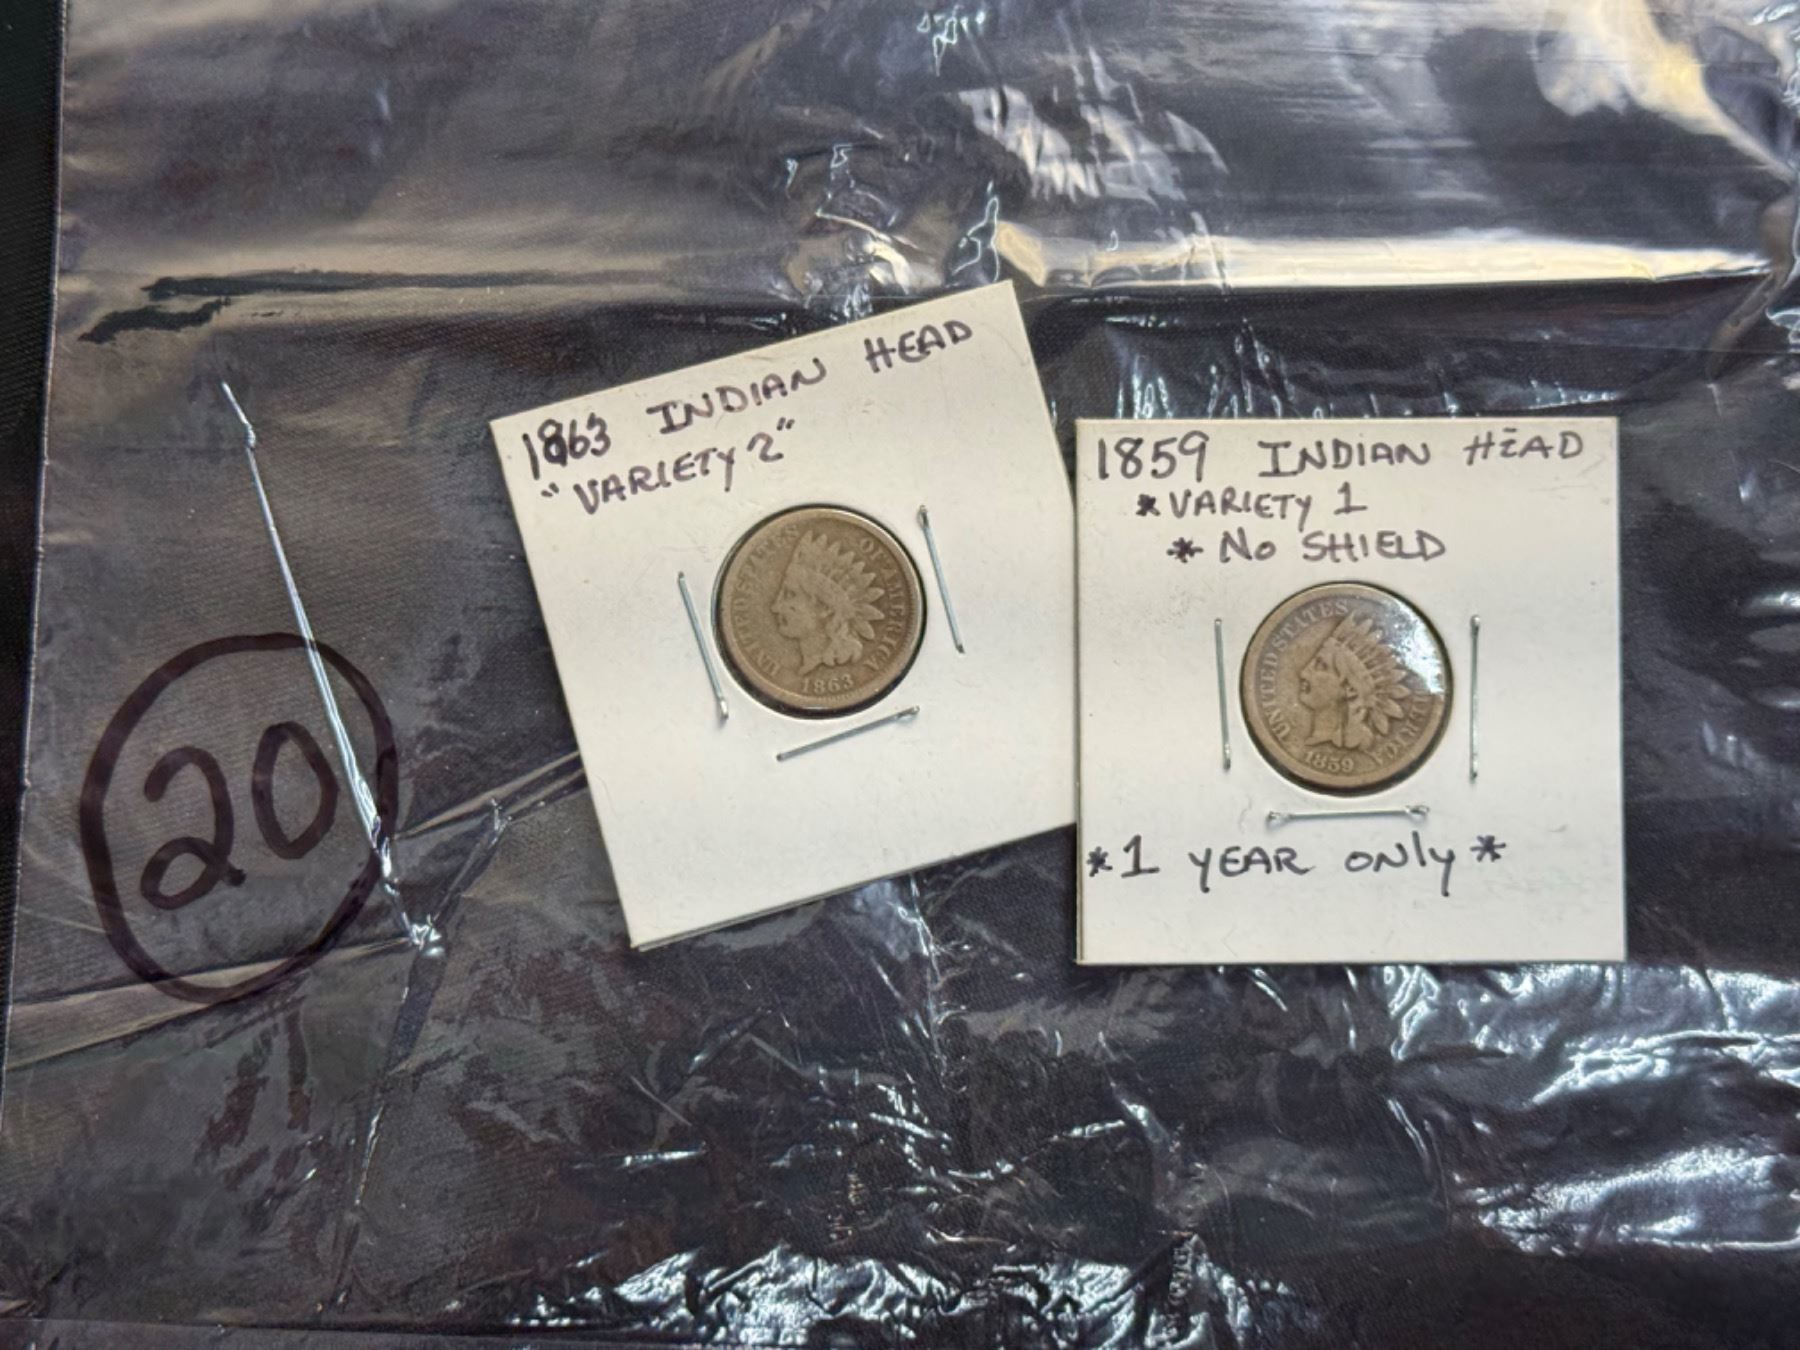 1863 INDIAN HEAD
"VARIETY 2"
UNITED STATES OF AMERICA
1863
1859 INDIAN HEAD
* VARIETY 1
* NO SHIELD
UNITED STATES
1859
* 1 YEAR ONLY *
20